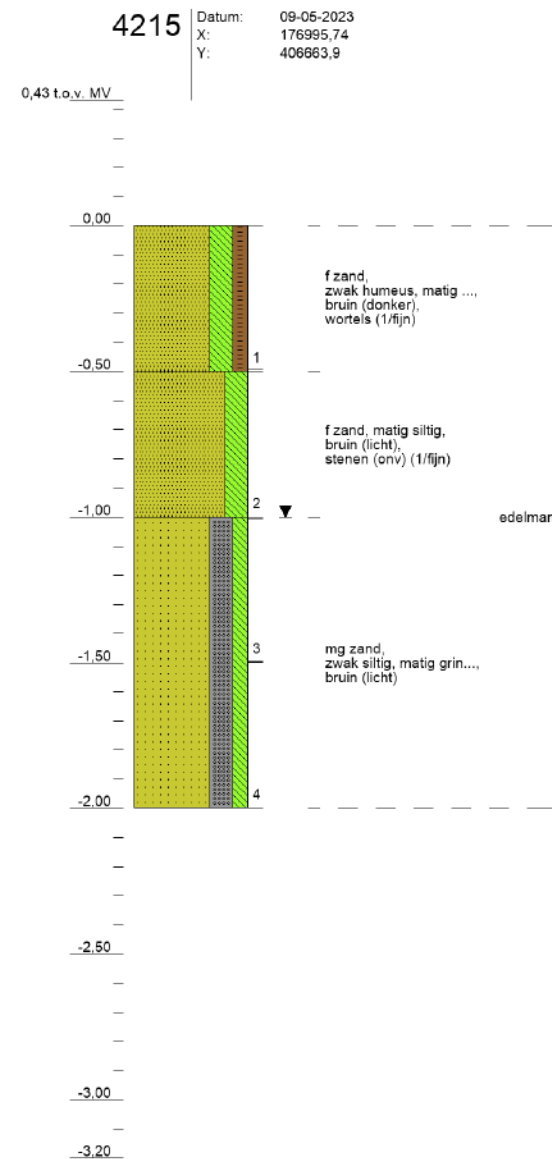 4215
Datum: 09-05-2023
X: 176995,74
Y: 406663,9
0,43 t.o.v. MV
0,00
f zand,
zwak humeus, matig ...,
bruin (donker),
wortels (1/fijn)
1
-0,50
f zand, matig siltig,
bruin (licht),
stenen (onv) (1/fijn)
2
-1,00
edelman
3
-1,50
mg zand,
zwak siltig, matig grin...,
bruin (licht)
4
-2,00
-2,50
-3,00
-3,20